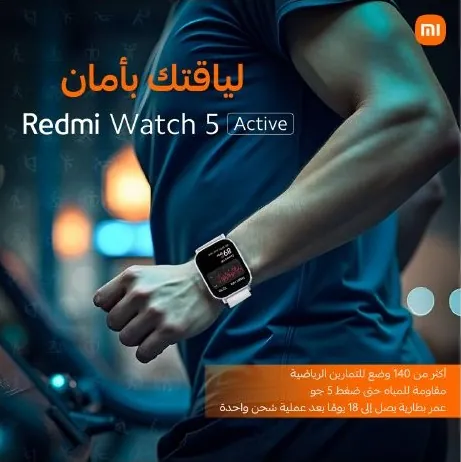 mi
لياقتك بأمان
Redmi Watch 5 Active
89
أكثر من 140 وضع للتمارين الرياضية
مقاومة للمياه حتى ضغط 5 جو
عمر بطارية يصل إلى 18 يومًا بعد عملية شحن واحدة